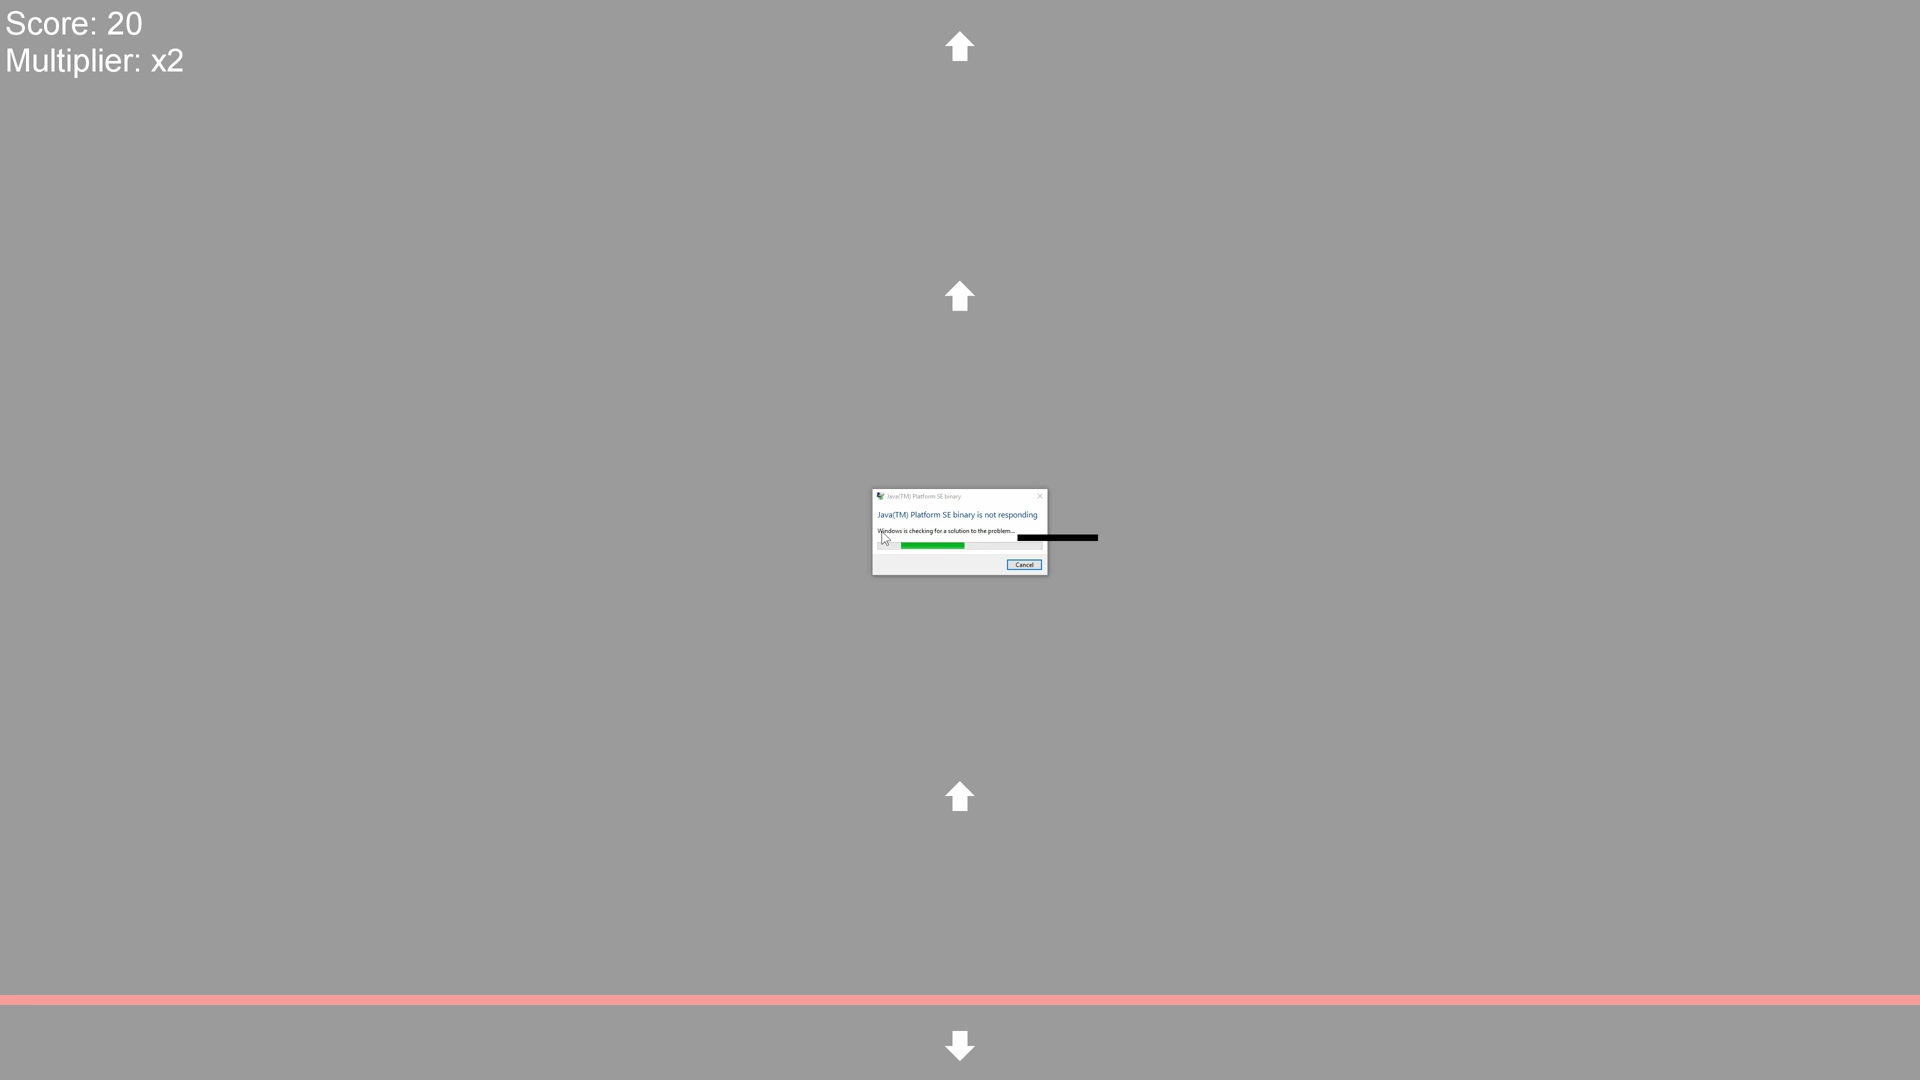 Score: 20
Multiplier: x2
Java(TM) Platform SE binary
Java(TM) Platform SE binary is not responding
Windows is checking for a solution to the problem...
Cancel